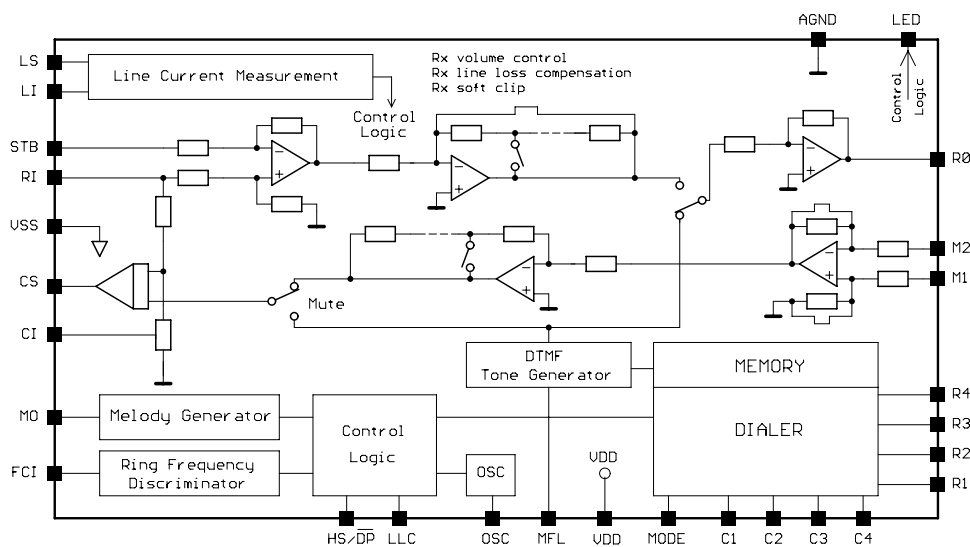 AGND
LED
LS
LI
Line Current Measurement
Rx volume control
Rx line loss compensation
Rx soft clip
Control
Logic
Control
Logic
STB
RI
RO
VSS
M2
M1
CS
Mute
CI
DTMF
Tone Generator
MEMORY
DIALER
MO
Melody Generator
Control
Logic
R4
R3
R2
R1
FCI
Ring Frequency
Discriminator
OSC
VDD
HS/DP
LLC
OSC
MFL
VDD
MODE
C1
C2
C3
C4